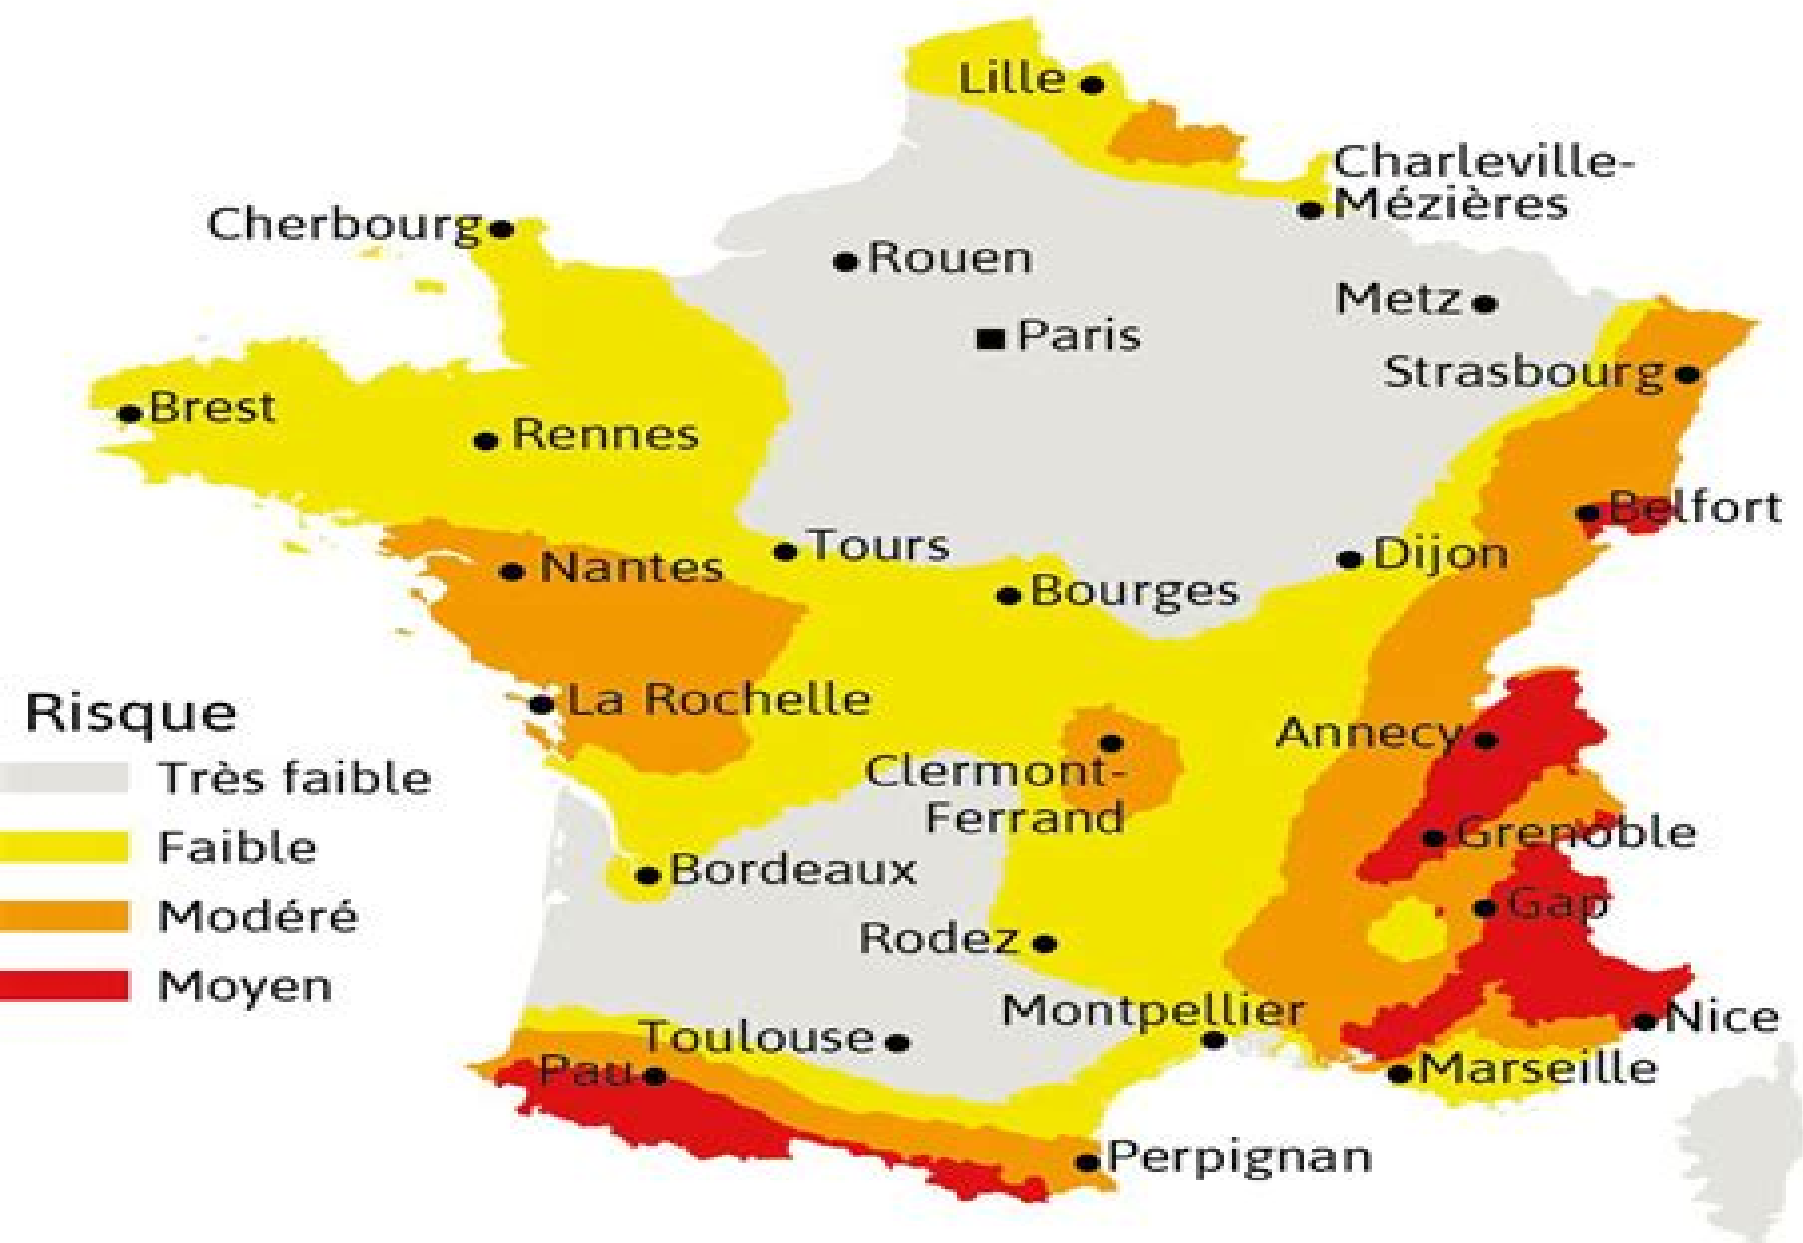 Lille
Charleville-
Mézières
Cherbourg
Rouen
Metz
Paris
Strasbourg
Brest
Rennes
Belfort
Tours
Dijon
Nantes
Bourges
La Rochelle
Risque
Très faible
Faible
Modéré
Moyen
Annecy
Clermont-
Ferrand
Grenoble
Bordeaux
Gap
Rodez
Montpellier
Nice
Toulouse
Pau
Marseille
Perpignan